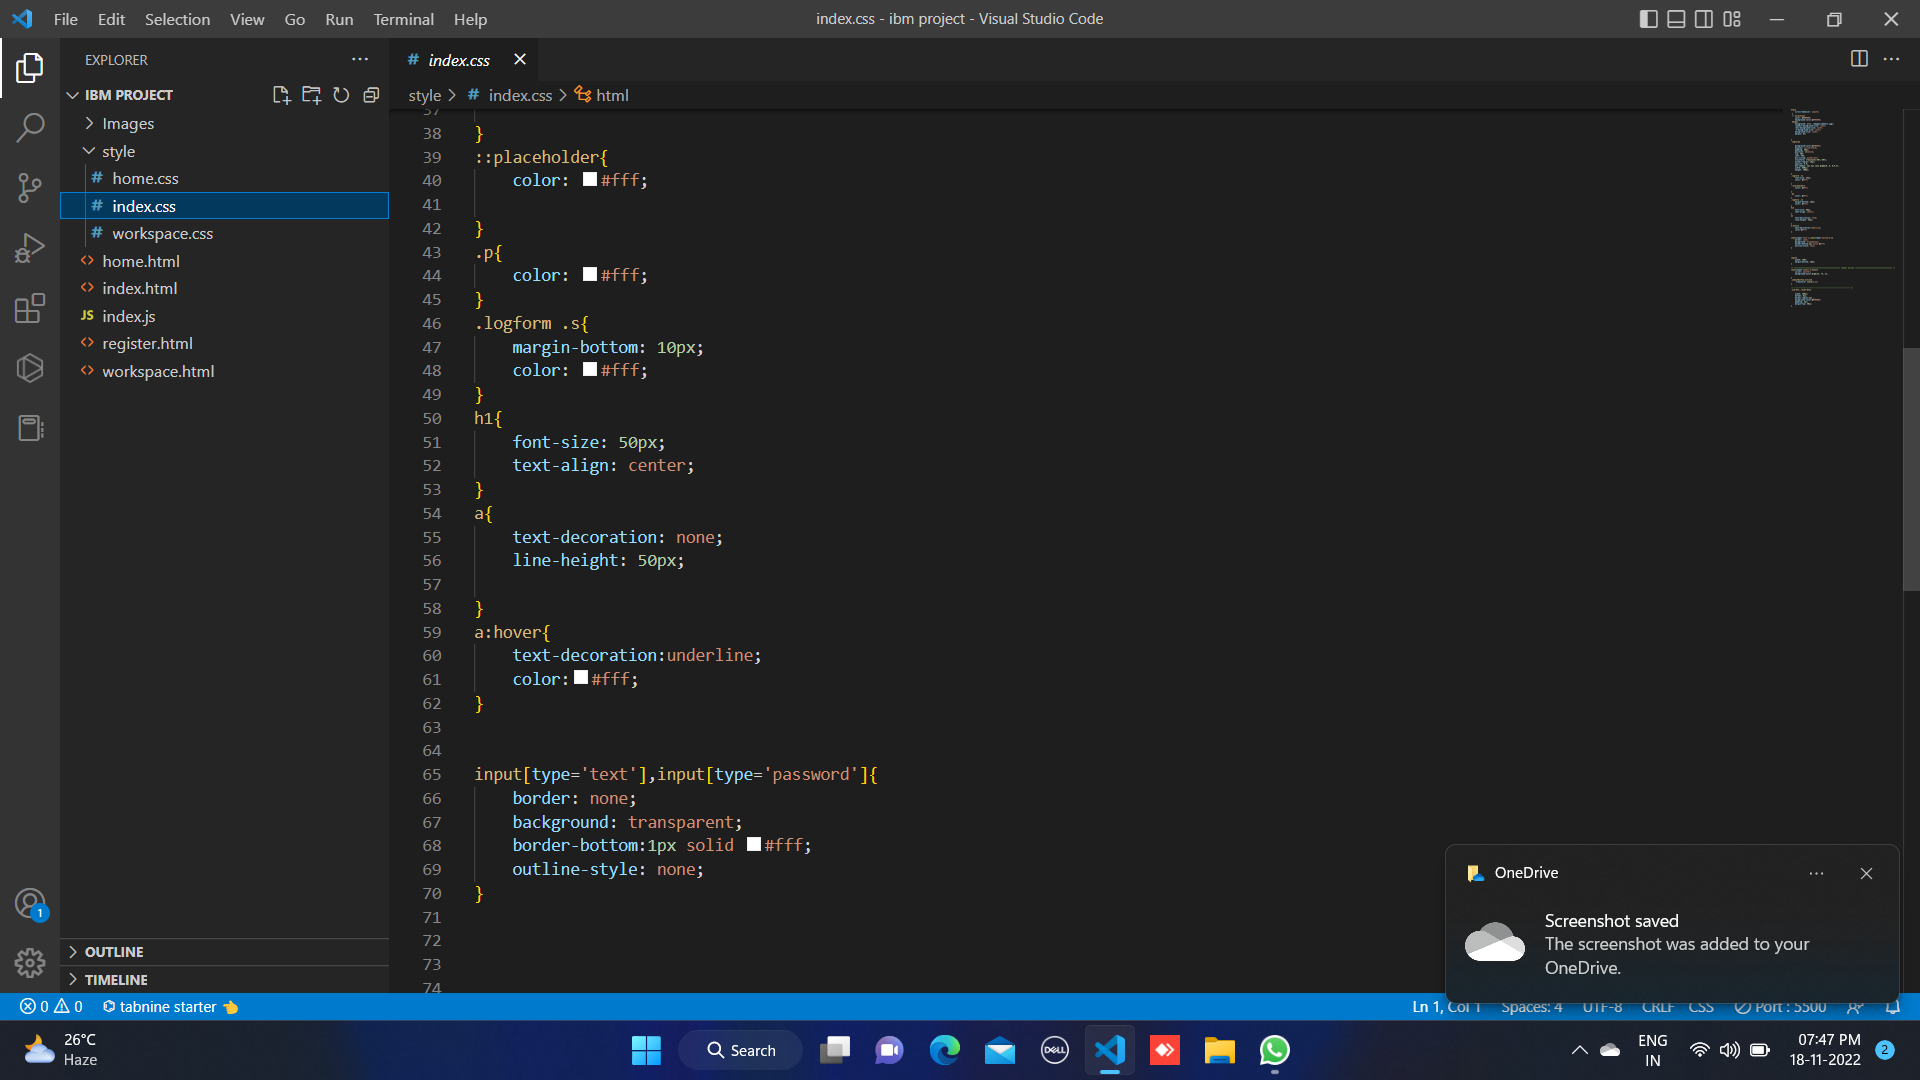 File Edit Selection View Go Run Terminal Help
index.css - ibm project - Visual Studio Code
EXPLORER
IBM PROJECT
Images
style
# home.css
# index.css
# workspace.css
<> home.html
<> index.html
JS index.js
<> register.html
<> workspace.html
OUTLINE
TIMELINE
# index.css
style > # index.css > html
37
38 }
39 ::placeholder{
40 color: #fff;
41
42 }
43 .p{
44 color: #fff;
45 }
46 .logform .s{
47 margin-bottom: 10px;
48 color: #fff;
49 }
50 h1{
51 font-size: 50px;
52 text-align: center;
53 }
54 a{
55 text-decoration: none;
56 line-height: 50px;
57
58 }
59 a:hover{
60 text-decoration:underline;
61 color: #fff;
62 }
63
64
65 input[type='text'],input[type='password']{
66 border: none;
67 background: transparent;
68 border-bottom:1px solid #fff;
69 outline-style: none;
70 }
71
72
73
74
OneDrive
Screenshot saved
The screenshot was added to your
OneDrive.
1
0 0 tabnine starter
Ln 1, Col 1 Spaces: 4 UTF-8 CRLF CSS Port : 5500
26°C
Haze
Search
DELL
ENG
IN
07:47 PM
18-11-2022
2